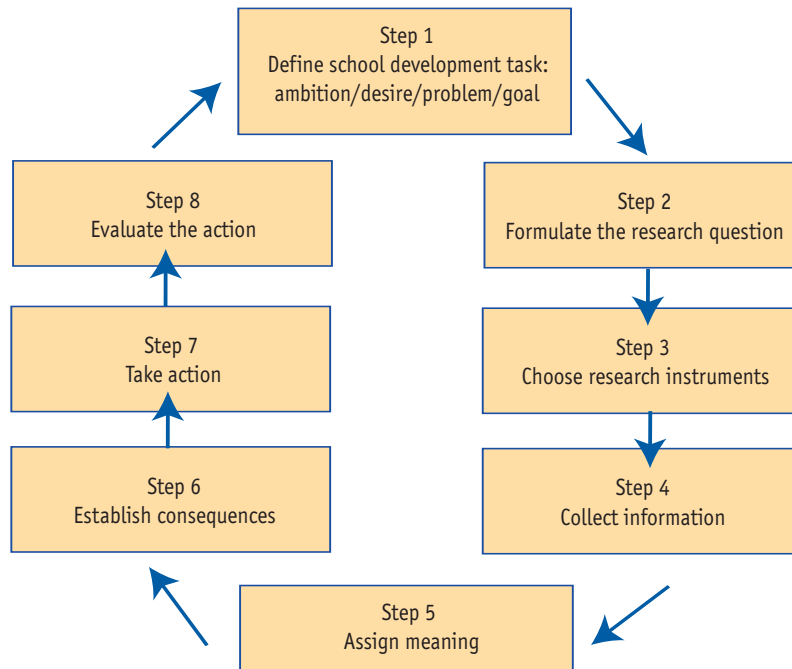 Step 1
Define school development task:
ambition/desire/problem/goal
Step 2
Formulate the research question
Step 3
Choose research instruments
Step 4
Collect information
Step 5
Assign meaning
Step 6
Establish consequences
Step 7
Take action
Step 8
Evaluate the action